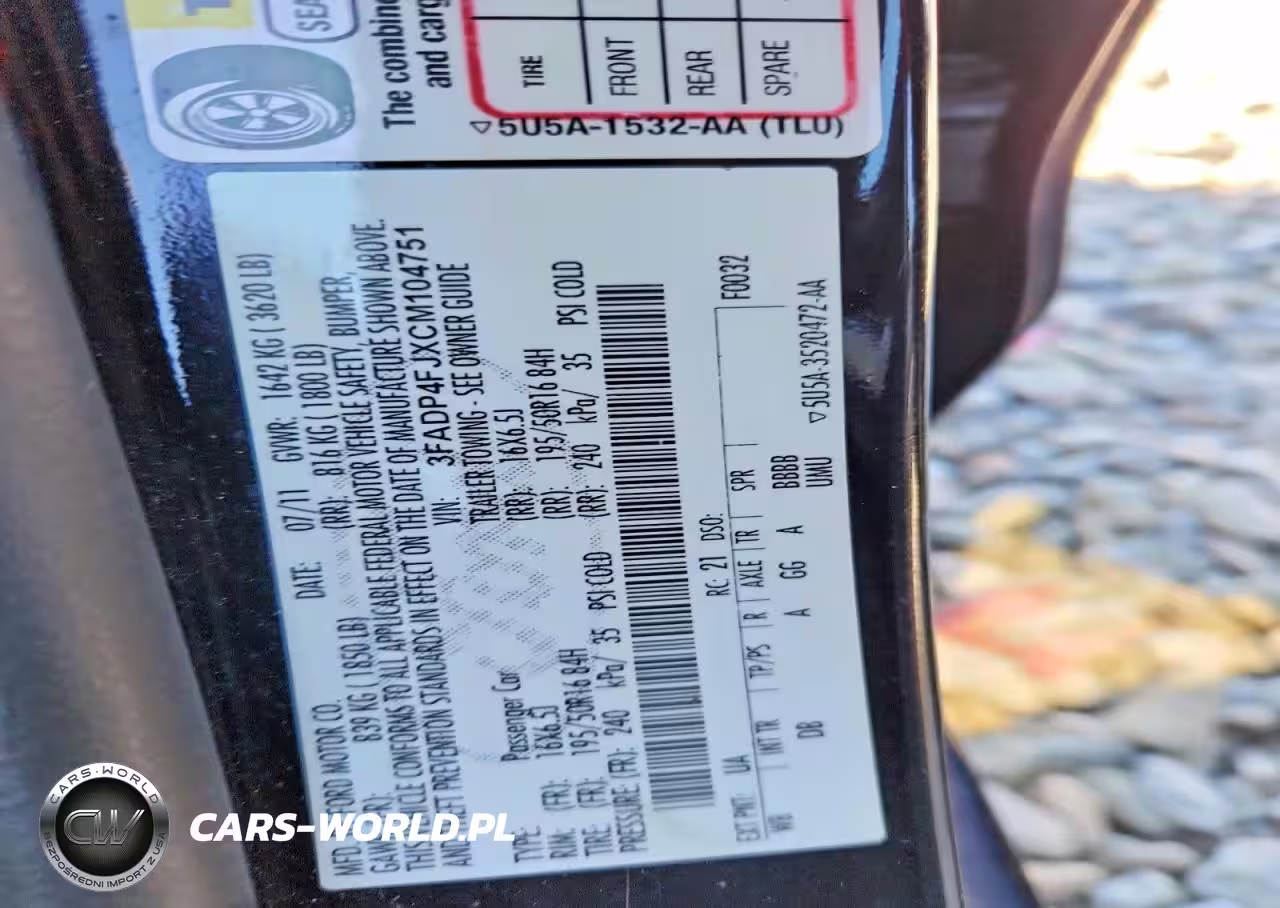 SEA
The combine
and carg
TIRE
FRONT
REAR
SPARE
▽5U5A-1532-AA (TLU)
MFD. BY FORD MOTOR CO.
DATE: 07/11 GVWR: 1642 KG ( 3620 LB)
GAWR(FR): 839 KG ( 1850 LB) (RR): 816 KG ( 1800 LB)
THIS VEHICLE CONFORMS TO ALL APPLICABLE FEDERAL MOTOR VEHICLE SAFETY, BUMPER,
AND THEFT PREVENTION STANDARDS IN EFFECT ON THE DATE OF MANUFACTURE SHOWN ABOVE.
VIN: 3FADP4FJXCM104751
TYPE: Passenger Car TRAILER TOWING - SEE OWNER GUIDE
RIM: (FR): 16X6.5J (RR): 16X6.5J
TIRE: (FR): 195/50R16 84H (RR): 195/50R16 84H
PRESSURE (FR): 240 kPa/ 35 PSI COLD (RR): 240 kPa/ 35 PSI COLD
EXT PNT: UA RC: 21 DSO: F0032
WB INT TR TP/PS R AXLE TR SPR
DB A GG A BBBB
UMU
▽5U5A-3520472-AA
CARS-WORLD
CW
BEZPOŚREDNI IMPORT Z USA
CARS-WORLD.PL